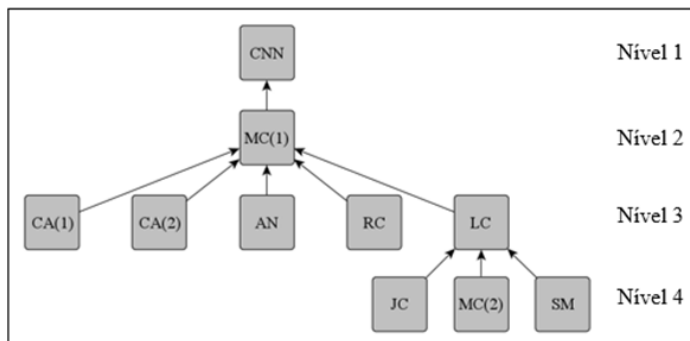 CNN
Nível 1
MC(1)
Nível 2
CA(1)
CA(2)
AN
RC
LC
Nível 3
JC
MC(2)
SM
Nível 4